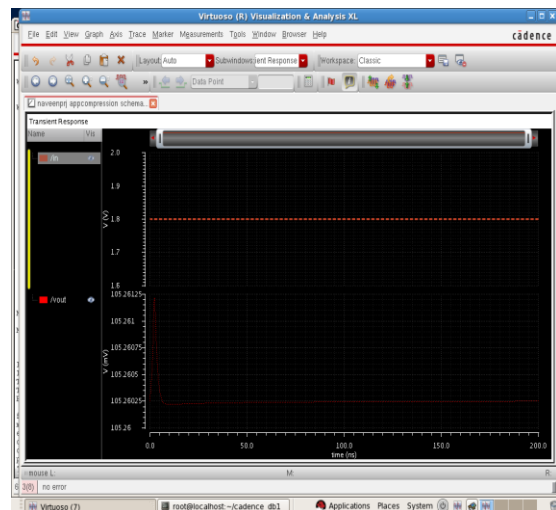 Virtuoso (R) Visualization & Analysis XL
File Edit View Graph Axis Trace Marker Measurements Tools Window Browser Help
cādence
Layout: Auto Subwindows: ient Response Workspace: Classic
» Data Point
naveenprj appcompression schema...
Transient Response
Name Vis
/in
2.0
1.9
V (V)
1.8
1.7
1.6
/vout
105.26125
105.261
105.26075
V (mV)
105.2605
105.26025
105.26
0.0 50.0 100.0 150.0 200.0
time (ns)
mouse L: M: R:
3(8) no error
Virtuoso (7) root@localhost:~/cadence_db1 Applications Places System